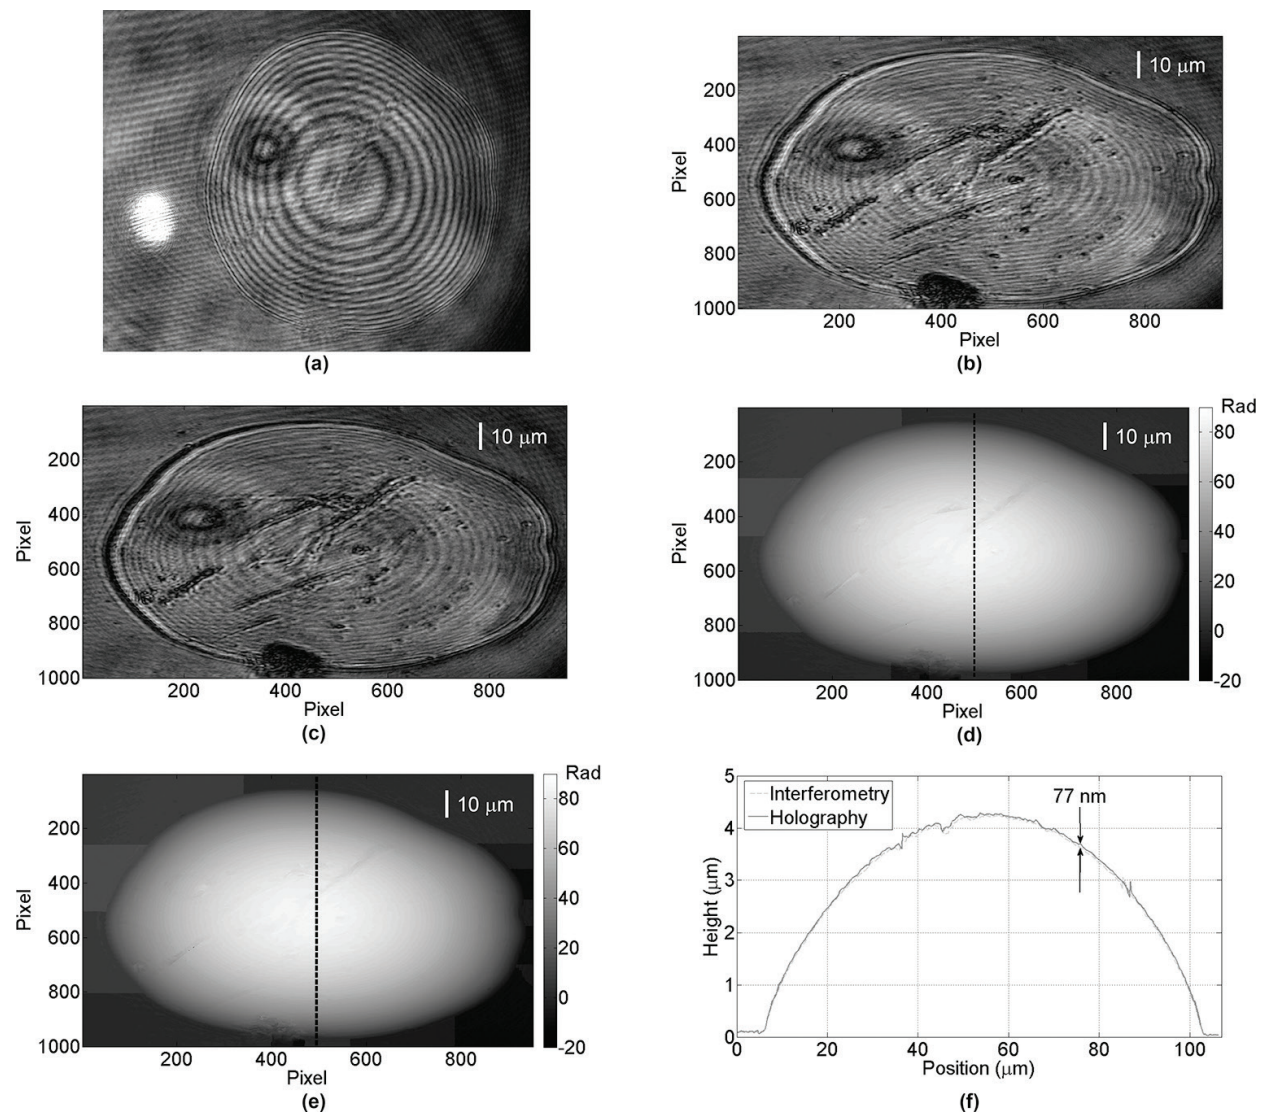 (a)
10 μm
Pixel
200
400
600
800
1000
200 400 600 800
Pixel
(b)
10 μm
Pixel
200
400
600
800
1000
200 400 600 800
Pixel
(c)
Rad
10 μm
Pixel
200
400
600
800
1000
200 400 600 800
Pixel
80
60
40
20
0
-20
(d)
Rad
10 μm
Pixel
200
400
600
800
1000
200 400 600 800
Pixel
80
60
40
20
0
-20
(e)
Interferometry
Holography
77 nm
Height (μm)
5
4
3
2
1
0
0 20 40 60 80 100
Position (μm)
(f)